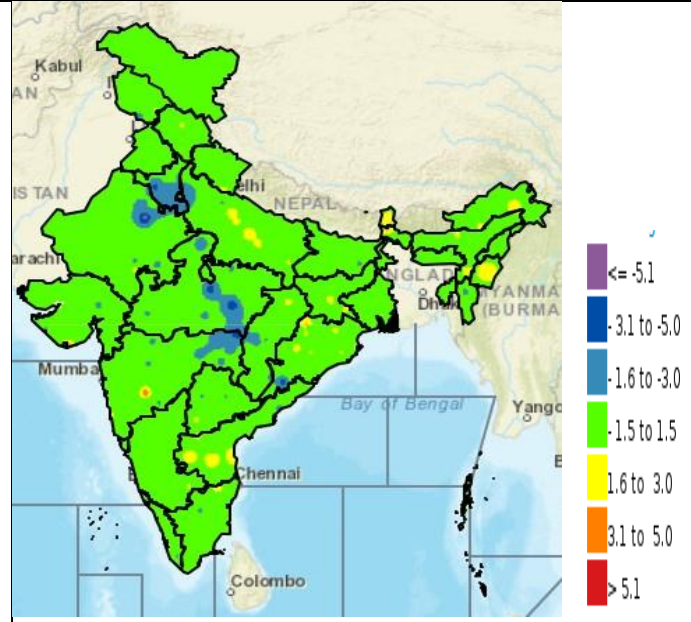 Kabul
AN
IS TAN
elhi
NEPAL
arachi
NGLAD
Dhak
MYANMA
(BURMA
Mumba
Bay of Bengal
Yango
Chennai
Colombo
<= -5.1
- 3.1 to -5.0
-1.6 to -3.0
- 1.5 to 1.5
1.6 to 3.0
3.1 to 5.0
> 5.1